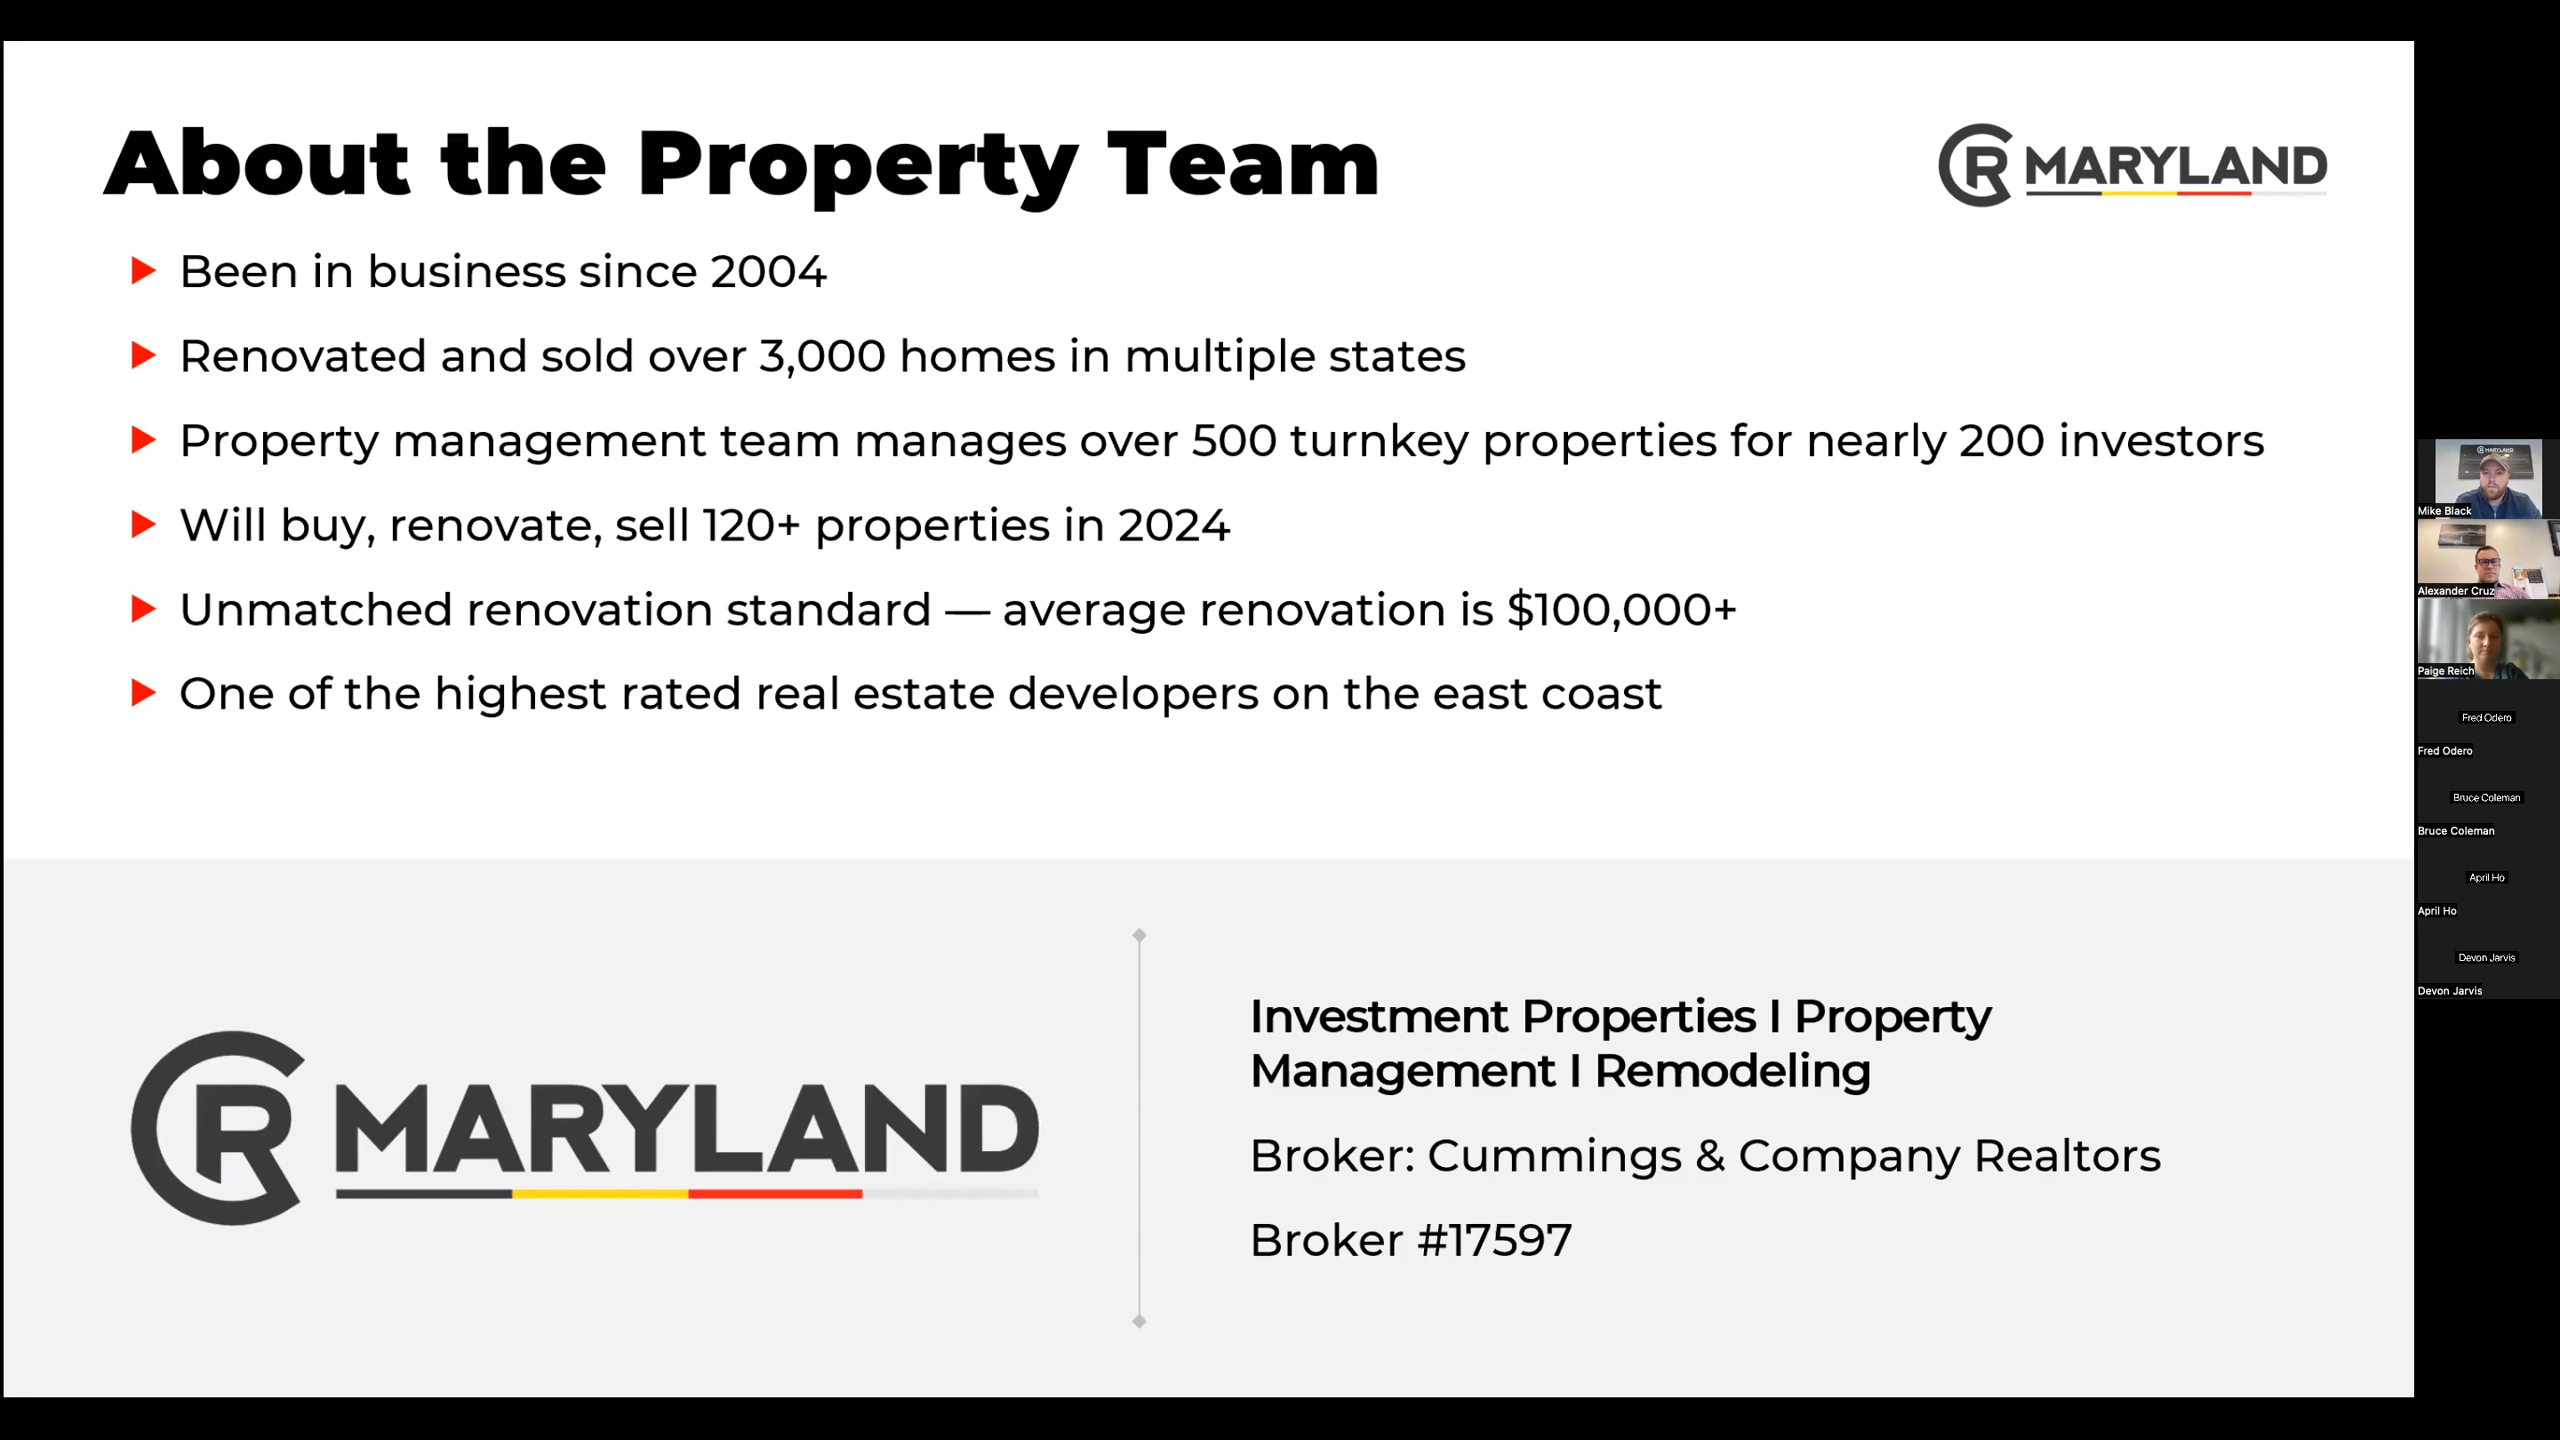 About the Property Team
CR MARYLAND
Been in business since 2004
Renovated and sold over 3,000 homes in multiple states
Property management team manages over 500 turnkey properties for nearly 200 investors
Will buy, renovate, sell 120+ properties in 2024
Unmatched renovation standard — average renovation is $100,000+
One of the highest rated real estate developers on the east coast
CR MARYLAND
Investment Properties I Property
Management I Remodeling
Broker: Cummings & Company Realtors
Broker #17597
MARYLAND
Mike Black
Alexander Cruz
Paige Reich
Fred Odero
Fred Odero
Bruce Coleman
Bruce Coleman
April Ho
April Ho
Devon Jarvis
Devon Jarvis